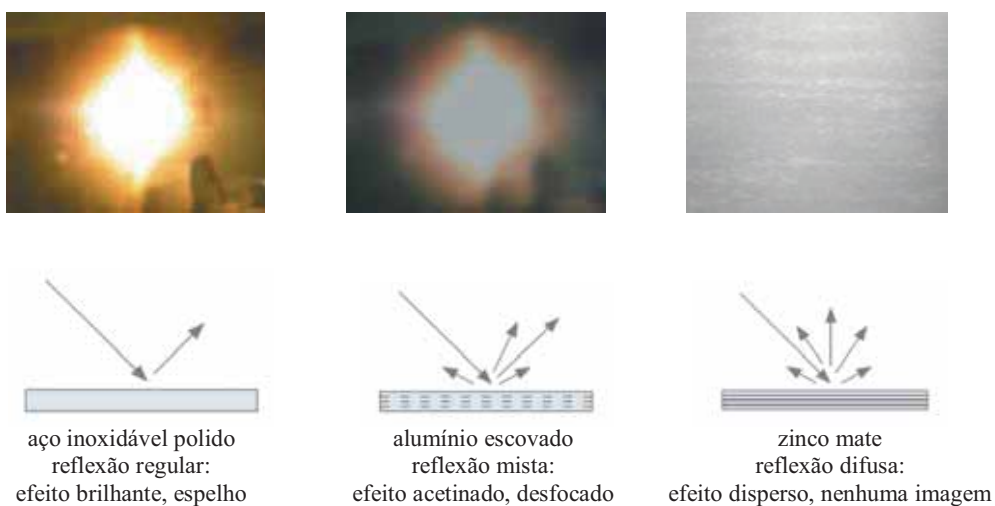 aço inoxidável polido
reflexão regular:
efeito brilhante, espelho
alumínio escovado
reflexão mista:
efeito acetinado, desfocado
zinco mate
reflexão difusa:
efeito disperso, nenhuma imagem